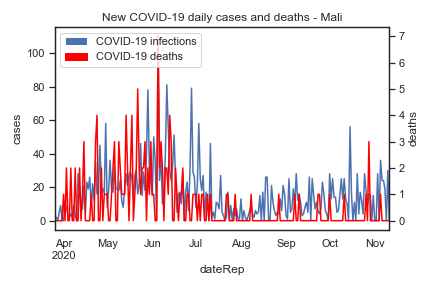 New COVID-19 daily cases and deaths - Mali
COVID-19 infections
COVID-19 deaths
cases
100
80
60
40
20
0
deaths
7
6
5
4
3
2
1
0
Apr May Jun Jul Aug Sep Oct Nov
2020
dateRep